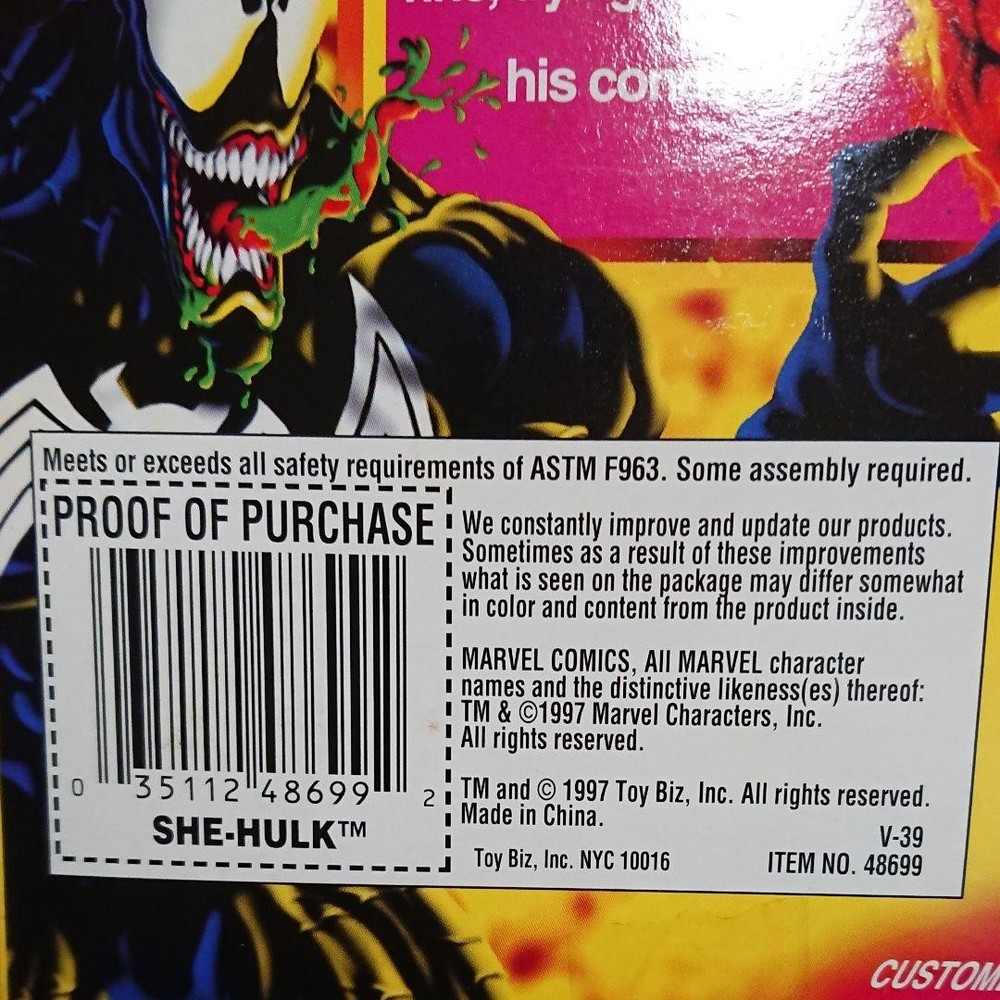 his
Meets or exceeds all safety requirements of ASTM F963. Some assembly required.
PROOF OF PURCHASE
0 35112 48699 2
SHE-HULK™
We constantly improve and update our products.
Sometimes as a result of these improvements
what is seen on the package may differ somewhat
in color and content from the product inside.
MARVEL COMICS, All MARVEL character
names and the distinctive likeness(es) thereof:
TM & ©1997 Marvel Characters, Inc.
All rights reserved.
TM and © 1997 Toy Biz, Inc. All rights reserved.
Made in China.
V-39
Toy Biz, Inc. NYC 10016
ITEM NO. 48699
CUSTOM